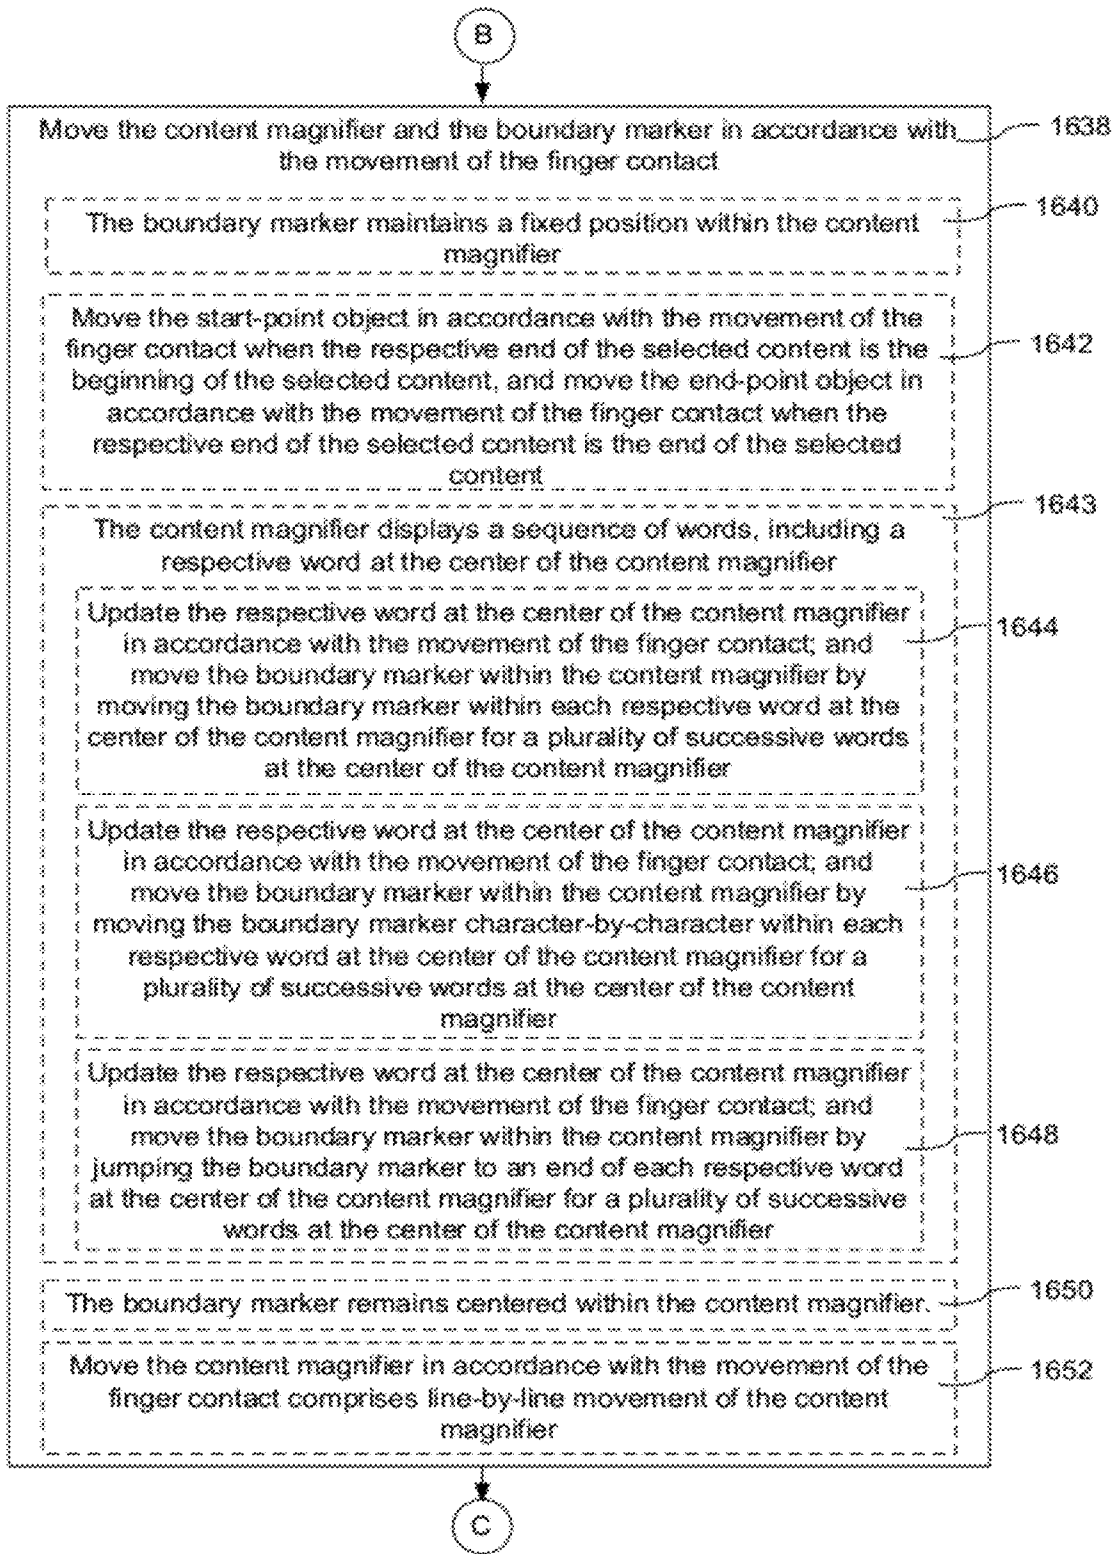 B
Move the content magnifier and the boundary marker in accordance with
the movement of the finger contact
1638
The boundary marker maintains a fixed position within the content
magnifier
1640
Move the start-point object in accordance with the movement of the
finger contact when the respective end of the selected content is the
beginning of the selected content, and move the end-point object in
accordance with the movement of the finger contact when the
respective end of the selected content is the end of the selected
content
1642
The content magnifier displays a sequence of words, including a
respective word at the center of the content magnifier
1643
Update the respective word at the center of the content magnifier
in accordance with the movement of the finger contact; and
move the boundary marker within the content magnifier by
moving the boundary marker within each respective word at the
center of the content magnifier for a plurality of successive words
at the center of the content magnifier
1644
Update the respective word at the center of the content magnifier
in accordance with the movement of the finger contact; and
move the boundary marker within the content magnifier by
moving the boundary marker character-by-character within each
respective word at the center of the content magnifier for a
plurality of successive words at the center of the content
magnifier
1646
Update the respective word at the center of the content magnifier
in accordance with the movement of the finger contact; and
move the boundary marker within the content magnifier by
jumping the boundary marker to an end of each respective word
at the center of the content magnifier for a plurality of successive
words at the center of the content magnifier
1648
The boundary marker remains centered within the content magnifier.
1650
Move the content magnifier in accordance with the movement of the
finger contact comprises line-by-line movement of the content
magnifier
1652
C